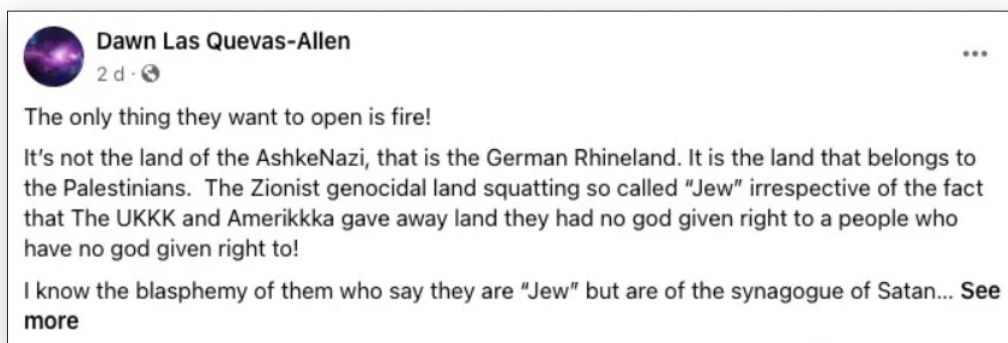 Dawn Las Quevas-Allen
2 d ·
The only thing they want to open is fire!
It's not the land of the AshkeNazi, that is the German Rhineland. It is the land that belongs to
the Palestinians.  The Zionist genocidal land squatting so called “Jew” irrespective of the fact
that The UKKK and Amerikkka gave away land they had no god given right to a people who
have no god given right to!
I know the blasphemy of them who say they are “Jew” but are of the synagogue of Satan... See
more